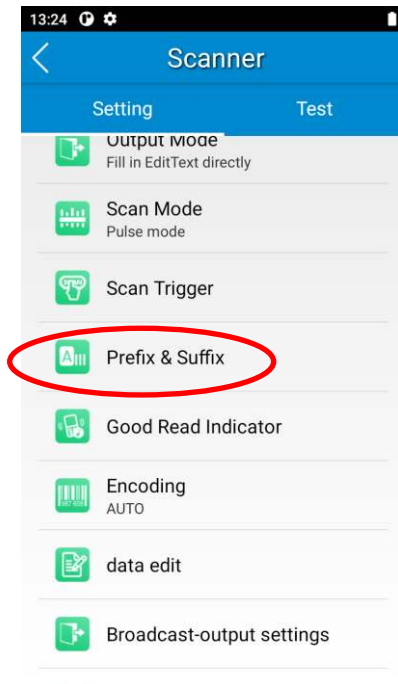 13:24
Scanner
Setting Test
Output Mode
Fill in EditText directly
Scan Mode
Pulse mode
Scan Trigger
Prefix & Suffix
Good Read Indicator
Encoding
AUTO
data edit
Broadcast-output settings